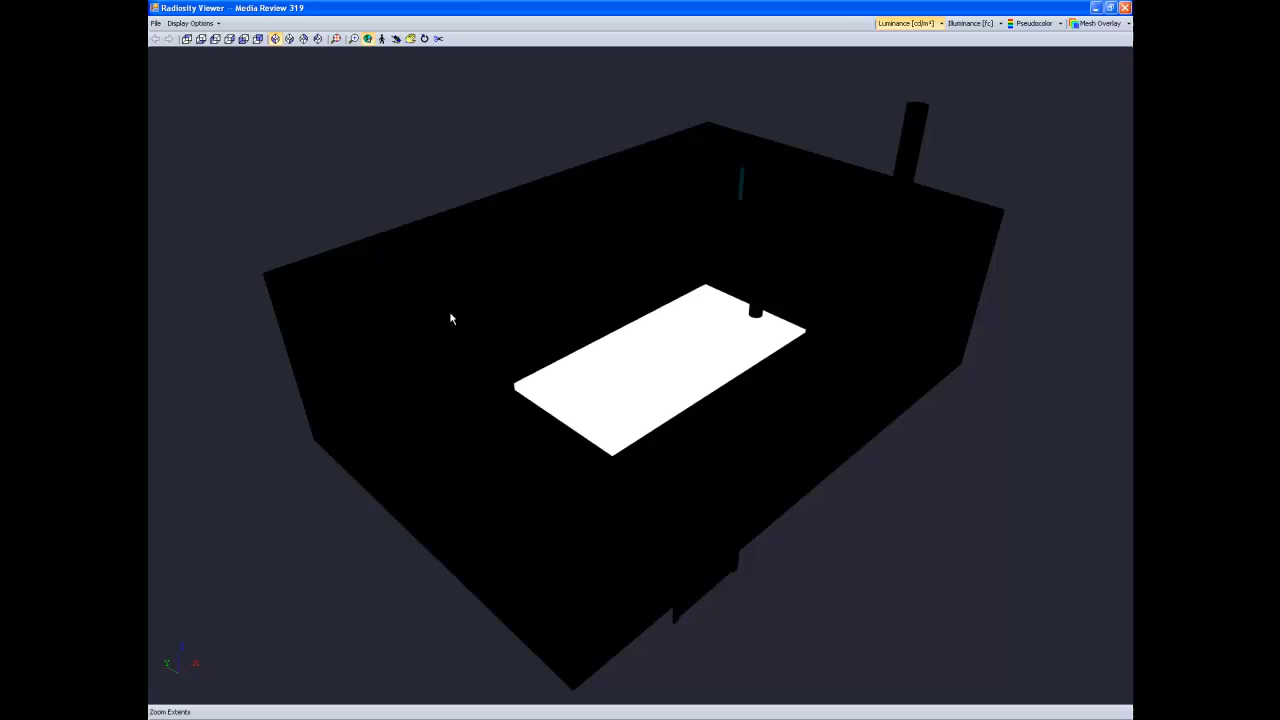 Radiosity Viewer -- Media Review 319
File Display Options Luminance [cd/m²] Illuminance [fc] Pseudocolor Mesh Overlay
Y X
Zoom Extents